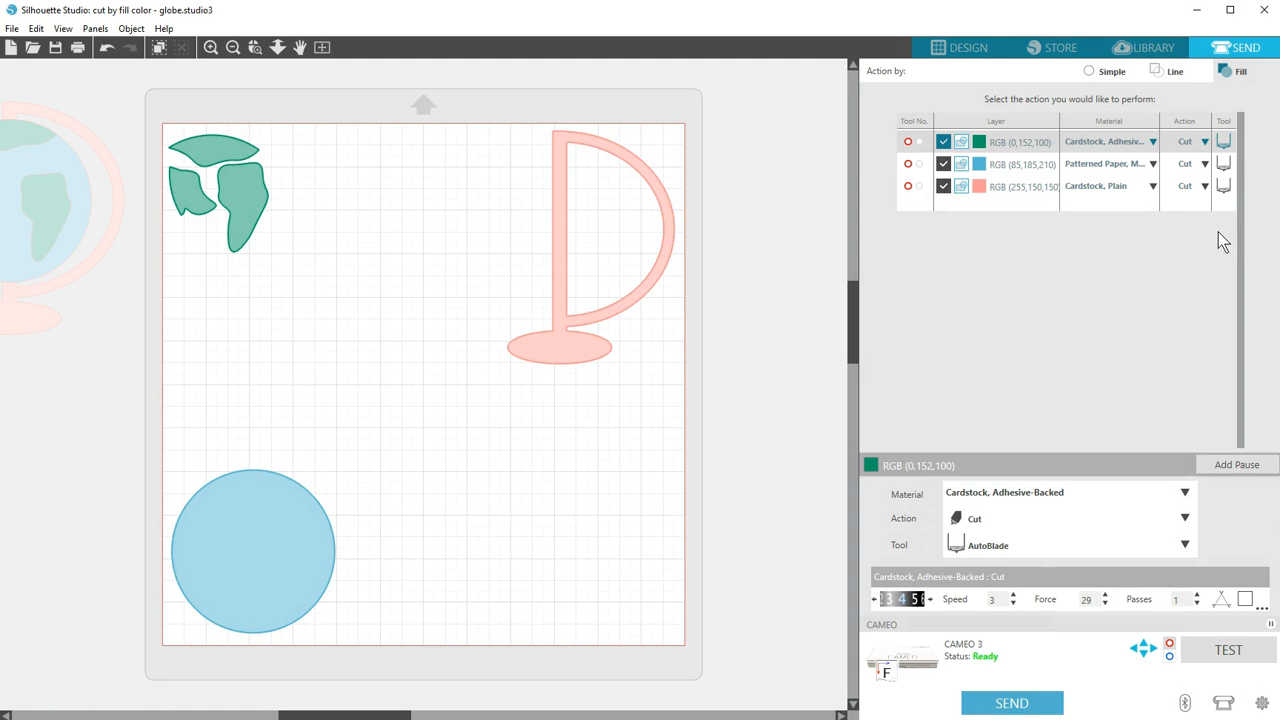 Silhouette Studio: cut by fill color - globe.studio3
File Edit View Panels Object Help
DESIGN STORE LIBRARY SEND
Action by: Simple Line Fill
Select the action you would like to perform:
Tool No. Layer Material Action Tool
RGB (0,152,100) Cardstock, Adhesiv... Cut
RGB (85,185,210) Patterned Paper, M... Cut
RGB (255,150,150) Cardstock, Plain Cut
RGB (0,152,100) Add Pause
Material Cardstock, Adhesive-Backed
Action Cut
Tool AutoBlade
Cardstock, Adhesive-Backed : Cut
3 4 5 Speed 3 Force 29 Passes 1
CAMEO
CAMEO 3
Status: Ready
CAMEO
F
TEST
SEND